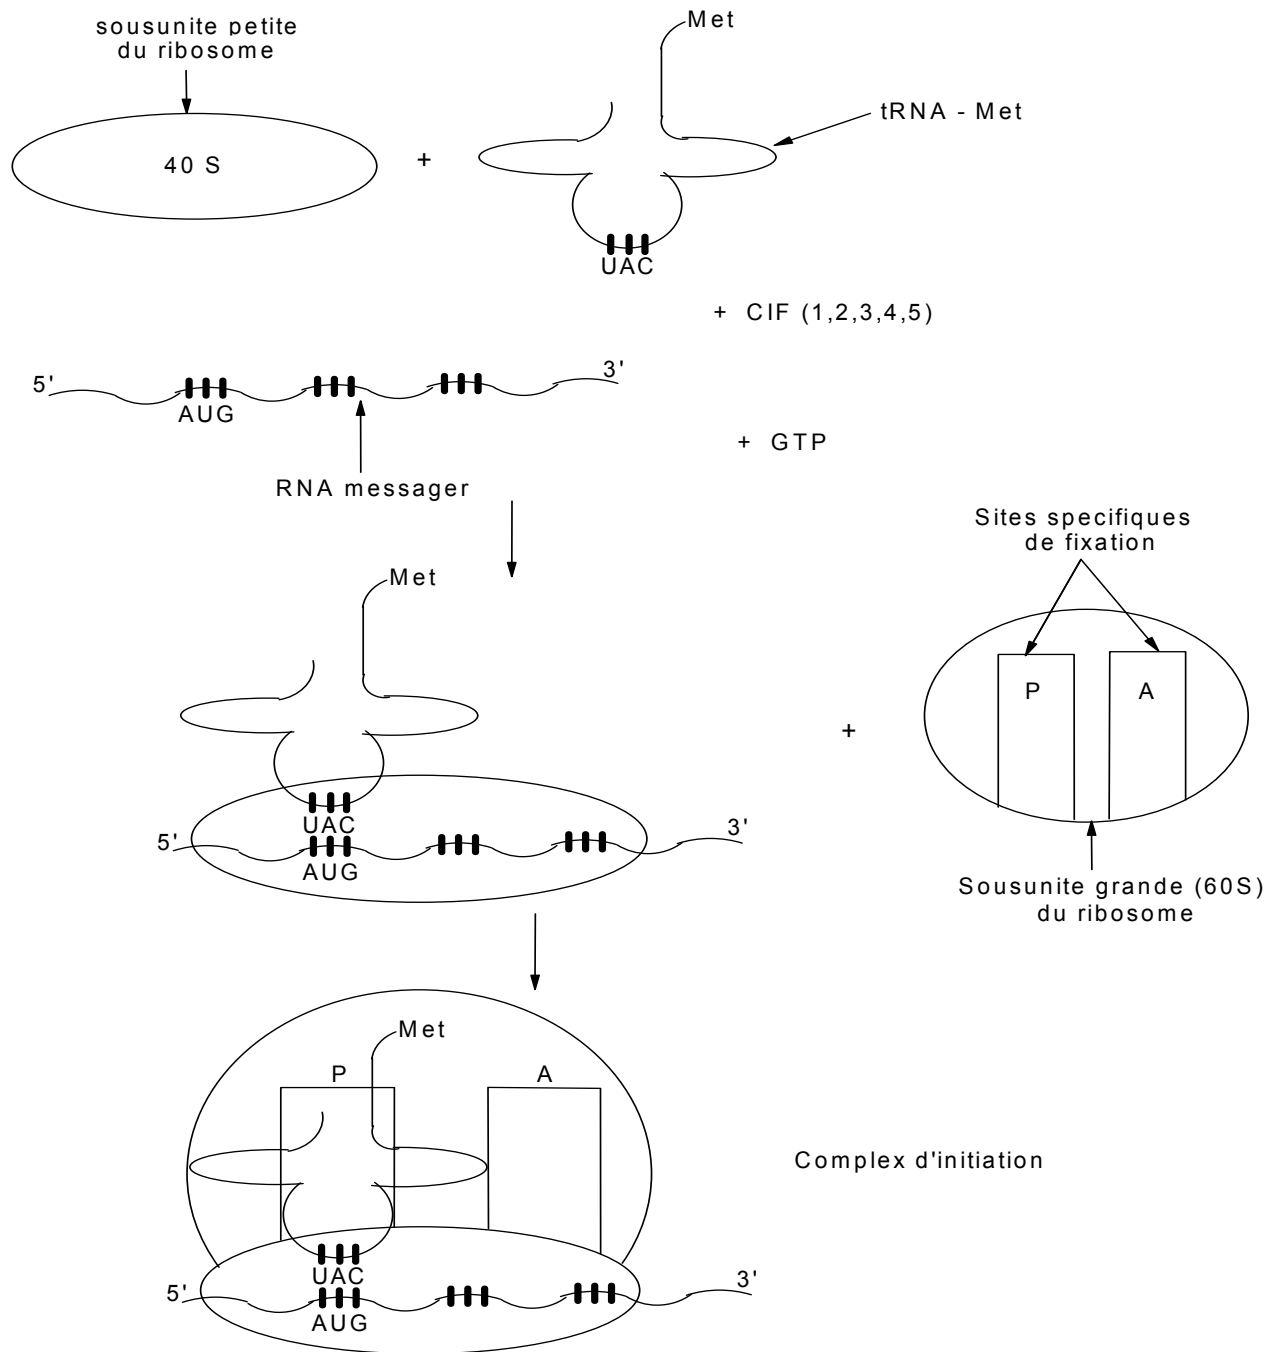 sousunite petite
du ribosome
Met
tRNA - Met
40 S
+
UAC
+ CIF (1,2,3,4,5)
5'
3'
AUG
+ GTP
RNA messager
Sites specifiques
de fixation
Met
P
A
+
UAC
5'
3'
AUG
Sousunite grande (60S)
du ribosome
Met
P
A
Complex d'initiation
UAC
5'
3'
AUG